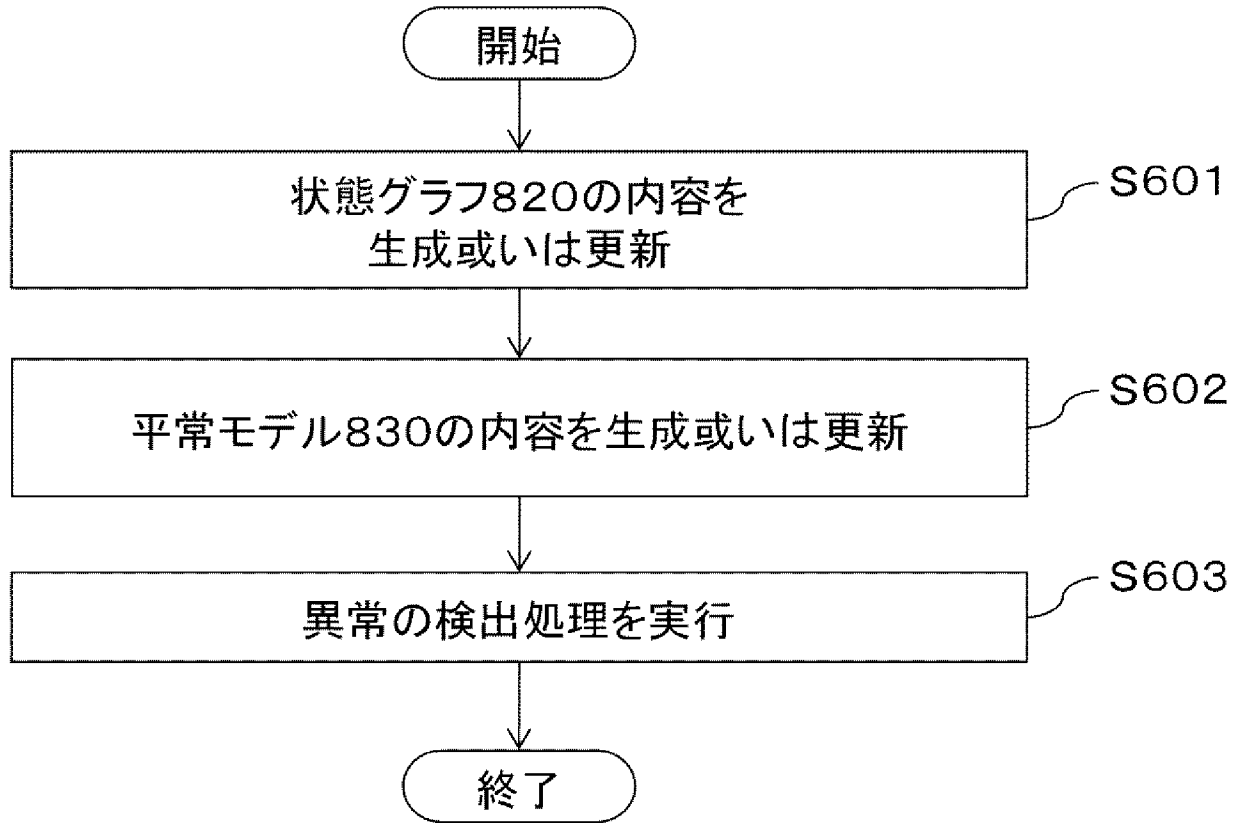 開始
状態グラフ820の内容を
生成或いは更新
S601
平常モデル830の内容を生成或いは更新
S602
異常の検出処理を実行
S603
終了